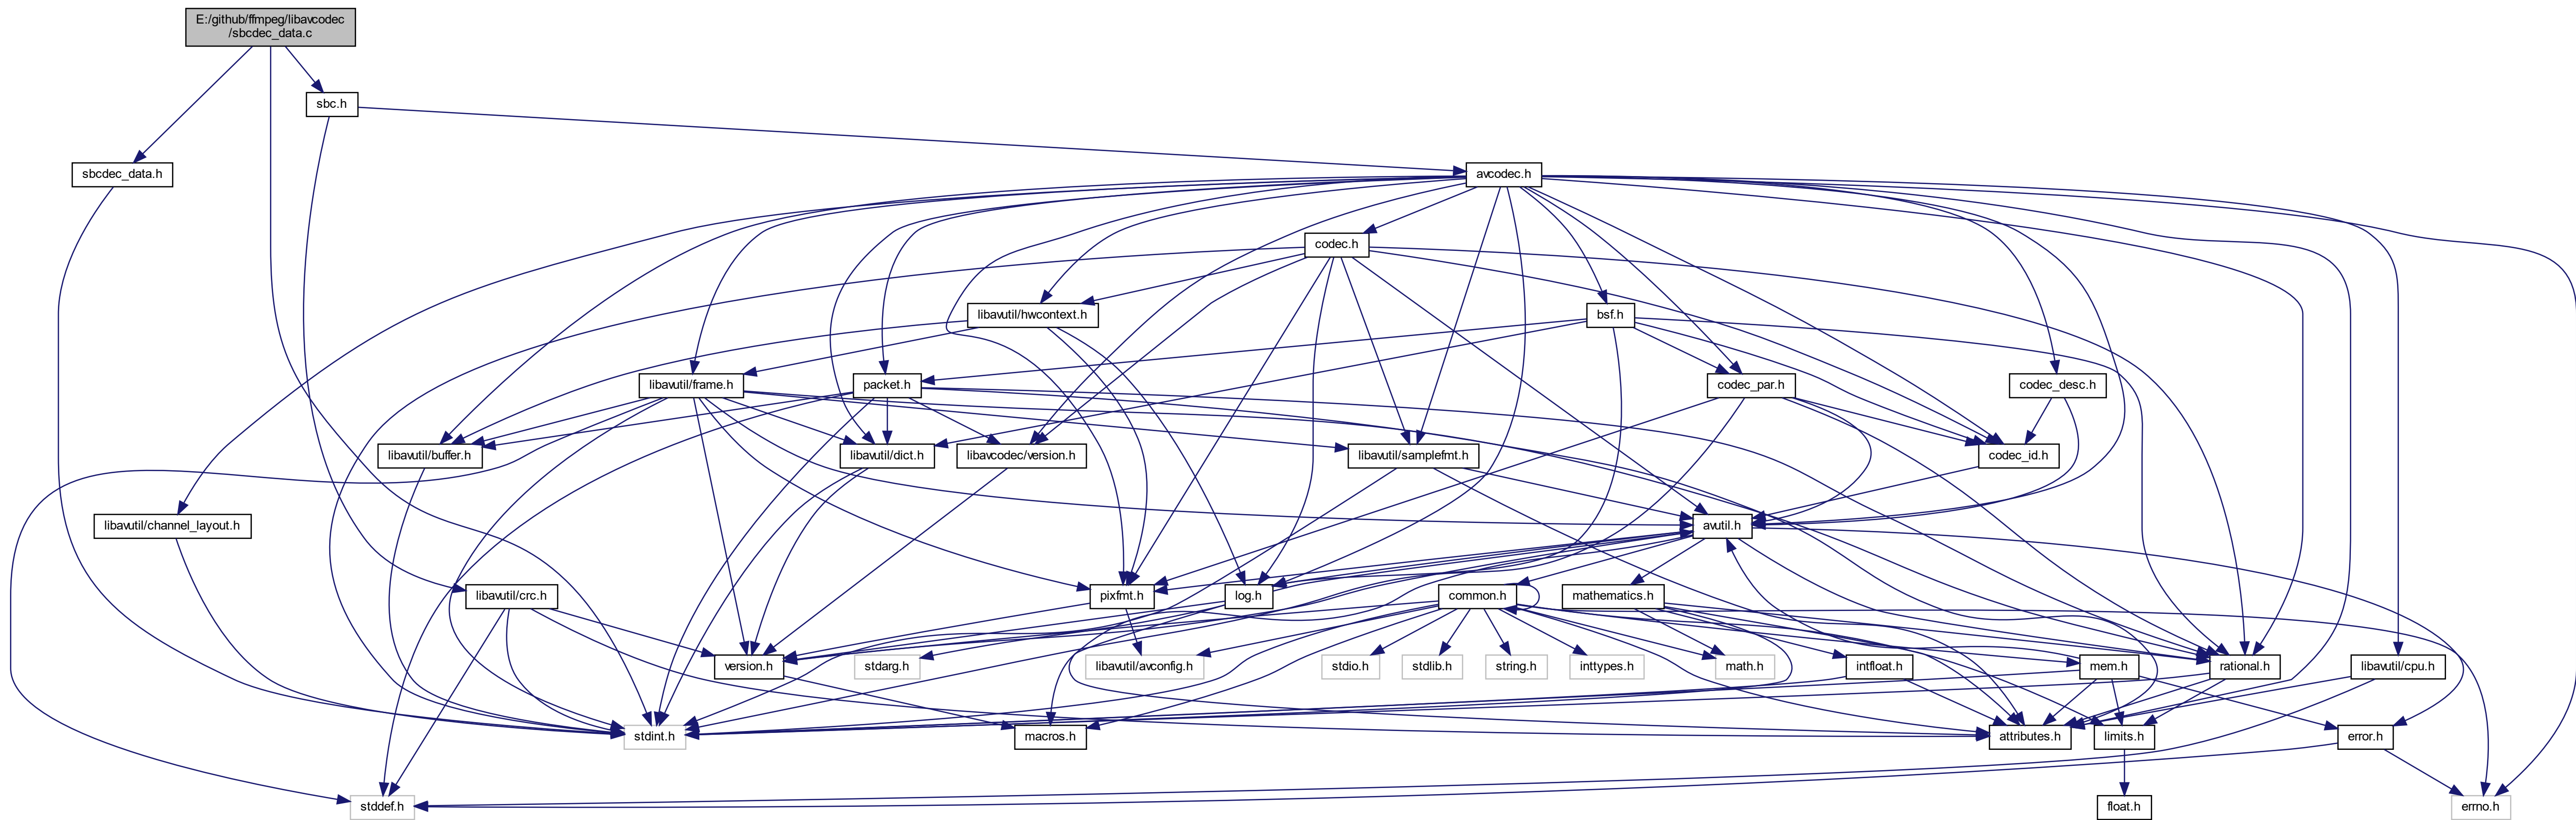 E:/github/ffmpeg/libavcodec
/sbcdec_data.c
sbc.h
sbcdec_data.h
avcodec.h
codec.h
libavutil/hwcontext.h
bsf.h
libavutil/frame.h
packet.h
codec_par.h
codec_desc.h
libavutil/buffer.h
libavutil/dict.h
libavcodec/version.h
libavutil/samplefmt.h
codec_id.h
libavutil/channel_layout.h
avutil.h
libavutil/crc.h
pixfmt.h
log.h
common.h
mathematics.h
version.h
stdarg.h
libavutil/avconfig.h
stdio.h
stdlib.h
string.h
inttypes.h
math.h
intfloat.h
mem.h
rational.h
libavutil/cpu.h
stdint.h
macros.h
attributes.h
limits.h
error.h
stddef.h
float.h
errno.h